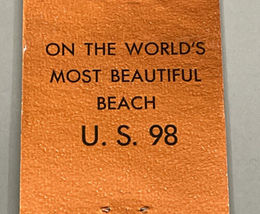 ON THE WORLD'S
MOST BEAUTIFUL
BEACH
U. S. 98